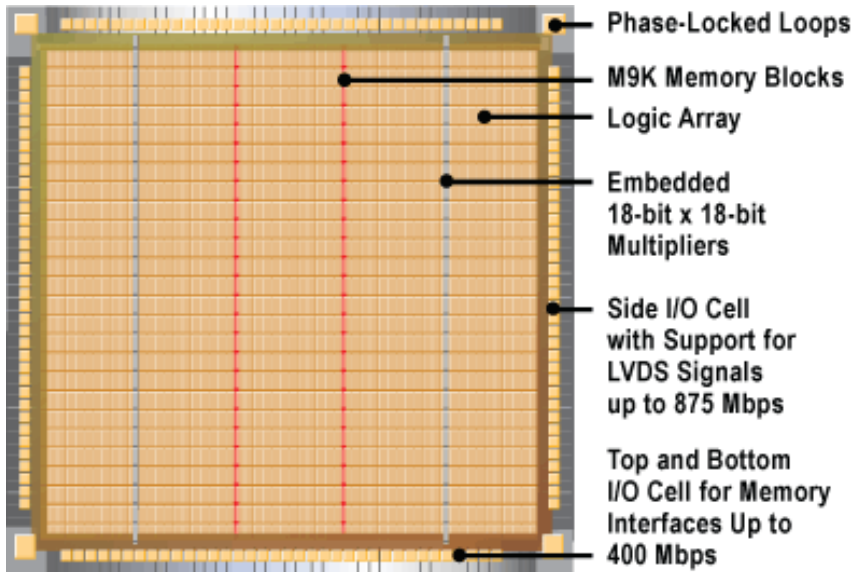 Phase-Locked Loops
M9K Memory Blocks
Logic Array
Embedded
18-bit x 18-bit
Multipliers
Side I/O Cell
with Support for
LVDS Signals
up to 875 Mbps
Top and Bottom
I/O Cell for Memory
Interfaces Up to
400 Mbps